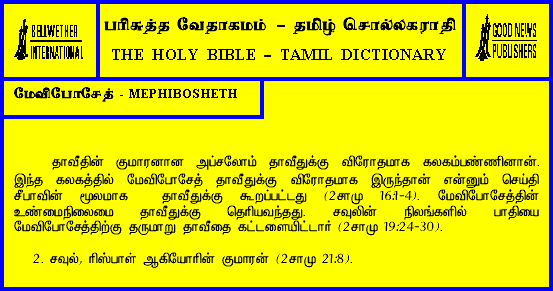 BELLWETHER
INTERNATIONAL
பரிசுத்த வேதாகமம் – தமிழ் சொல்லகராதி
THE HOLY BIBLE – TAMIL DICTIONARY
GOOD NEWS
PUBLISHERS
மேவிபோசேத் - MEPHIBOSHETH
தாவீதின் குமாரனான அப்சலோம் தாவீதுக்கு விரோதமாக கலகம்பண்ணினான்.
இந்த கலகத்தில் மேவிபோசேத் தாவீதுக்கு விரோதமாக இருந்தான் என்னும் செய்தி
சீபாவின் மூலமாக தாவீதுக்கு கூறப்பட்டது (2சாமு 16:1-4). மேவிபோசேத்தின்
உண்மைநிலைமை தாவீதுக்கு தெரியவந்தது. சவுலின் நிலங்களில் பாதியை
மேவிபோசேத்திற்கு தருமாறு தாவீதை கட்டளையிட்டார் (2சாமு 19:24-30).
2. சவுல், ரிஸ்பாள் ஆகியோரின் குமாரன் (2சாமு 21:8).